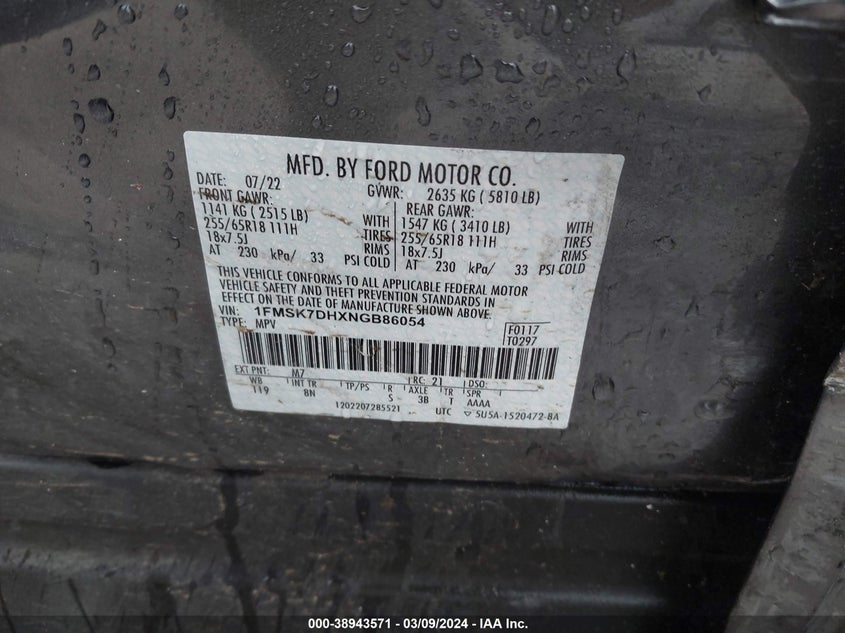 MFD. BY FORD MOTOR CO.
DATE: 07/22 GVWR: 2635 KG ( 5810 LB)
FRONT GAWR: REAR GAWR:
1141 KG ( 2515 LB) WITH 1547 KG ( 3410 LB) WITH
255/65R18 111H TIRES 255/65R18 111H TIRES
18x7.5J RIMS 18x7.5J RIMS
AT 230 kPa/ 33 PSI COLD AT 230 kPa/ 33 PSI COLD
THIS VEHICLE CONFORMS TO ALL APPLICABLE FEDERAL MOTOR
VEHICLE SAFETY AND THEFT PREVENTION STANDARDS IN
EFFECT ON THE DATE OF MANUFACTURE SHOWN ABOVE.
VIN: 1FMSK7DHXNGB86054
TYPE: MPV F0117
T0297
EXT PNT: M7 RC: 21 DSO:
WB INT TR TP/PS R AXLE TR SPR
119 8N S 3B T AAAA
1202207285521 UTC ▽ 5U5A-1520472-BA
000-38943571 - 03/09/2024 - IAA Inc.